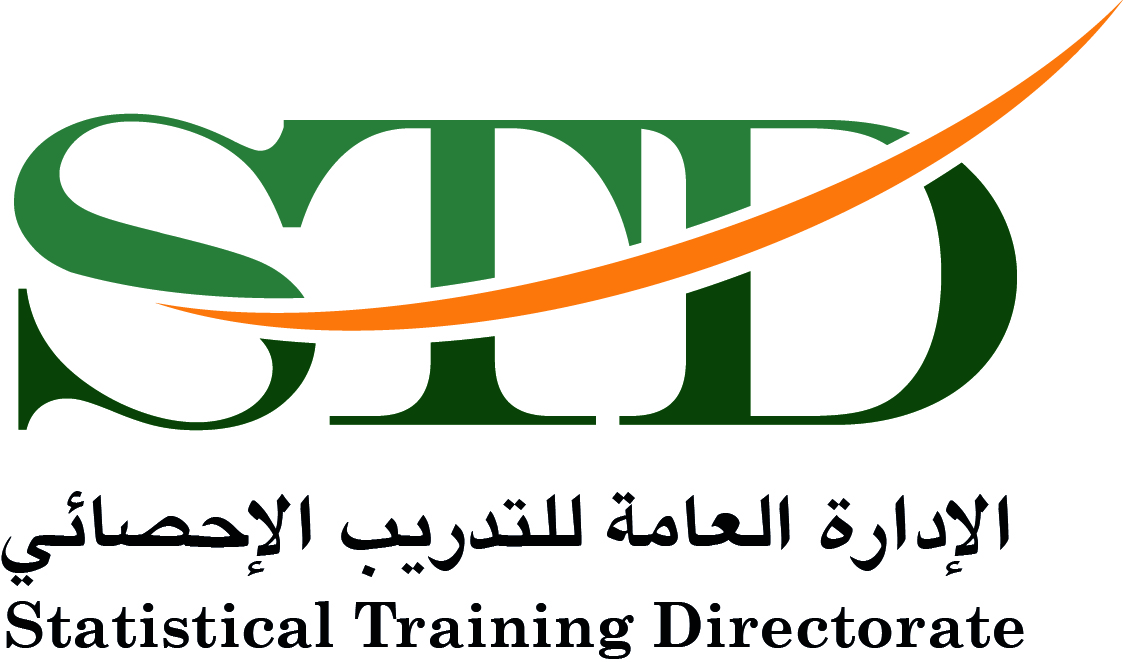 STD
الإدارة العامة للتدريب الإحصائي
Statistical Training Directorate